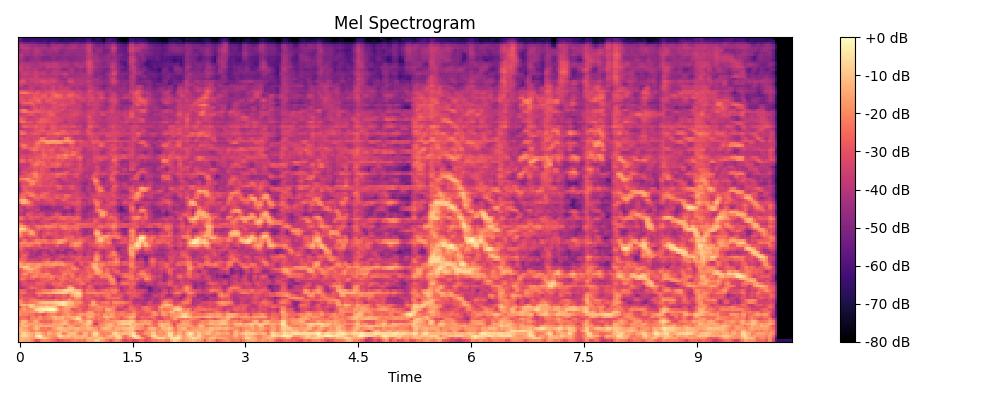 Mel Spectrogram
+0 dB
-10 dB
-20 dB
-30 dB
-40 dB
-50 dB
-60 dB
-70 dB
-80 dB
0 1.5 3 4.5 6 7.5 9
Time